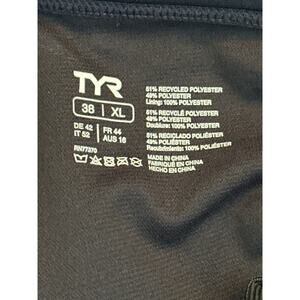 TYR
38 XL
DE 42 FR 44
IT 52 AUS 16
RN77370
51% RECYCLED POLYESTER
49% POLYESTER
Lining: 100% POLYESTER
51% RECYCLÉ POLYESTER
49% POLYESTER
Doublure: 100% POLYESTER
51% RECICLADO POLIÉSTER
49% POLIÉSTER
Recubrimiento: 100% POLIÉSTER
MADE IN CHINA
FABRIQUÉ EN CHINE
HECHO EN CHINA